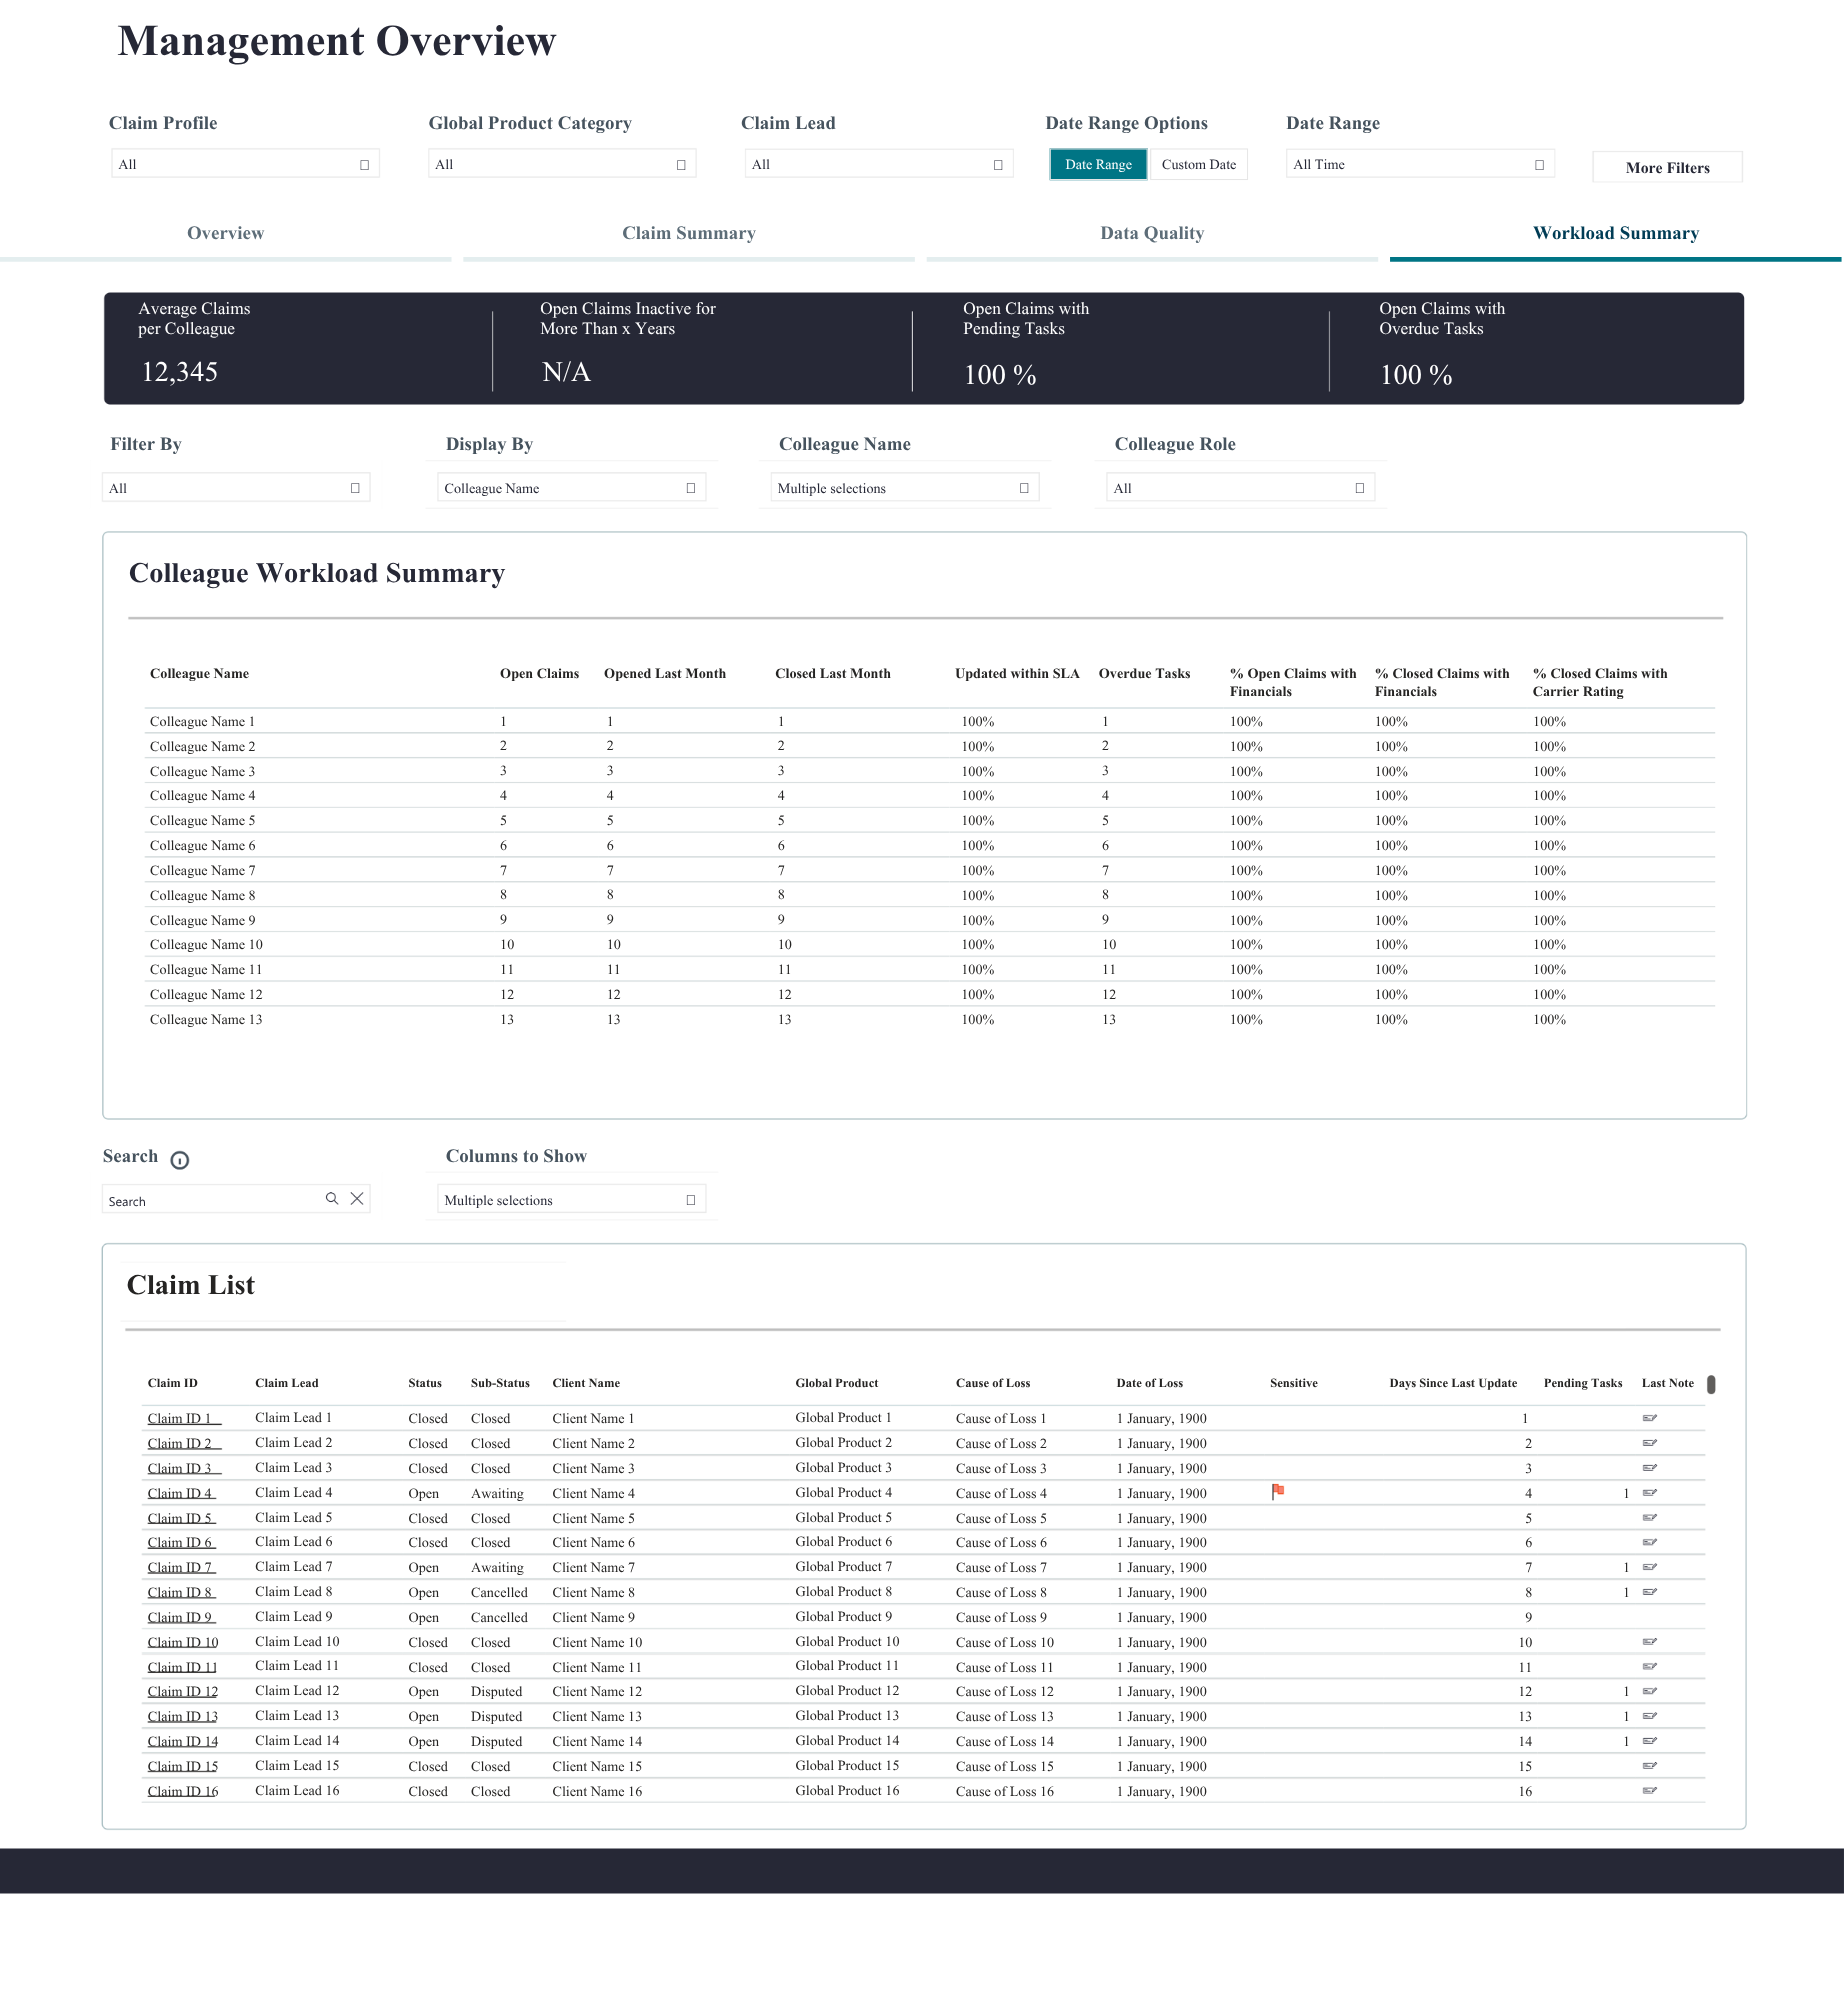 Management Overview
Claim Profile Global Product Category Claim Lead Date Range Options Date Range
All All All Date Range Custom Date All Time More Filters
Overview Claim Summary Data Quality Workload Summary
Average Claims Open Claims Inactive for Open Claims with Open Claims with
per Colleague More Than x Years Pending Tasks Overdue Tasks
12,345 N/A 100 % 100 %
Filter By Display By Colleague Name Colleague Role
All Colleague Name Multiple selections All
Colleague Workload Summary
Colleague Name Open Claims Opened Last Month Closed Last Month Updated within SLA Overdue Tasks % Open Claims with % Closed Claims with % Closed Claims with
Financials Financials Carrier Rating
Colleague Name 1 1 1 1 100% 1 100% 100% 100%
Colleague Name 2 2 2 2 100% 2 100% 100% 100%
Colleague Name 3 3 3 3 100% 3 100% 100% 100%
Colleague Name 4 4 4 4 100% 4 100% 100% 100%
Colleague Name 5 5 5 5 100% 5 100% 100% 100%
Colleague Name 6 6 6 6 100% 6 100% 100% 100%
Colleague Name 7 7 7 7 100% 7 100% 100% 100%
Colleague Name 8 8 8 8 100% 8 100% 100% 100%
Colleague Name 9 9 9 9 100% 9 100% 100% 100%
Colleague Name 10 10 10 10 100% 10 100% 100% 100%
Colleague Name 11 11 11 11 100% 11 100% 100% 100%
Colleague Name 12 12 12 12 100% 12 100% 100% 100%
Colleague Name 13 13 13 13 100% 13 100% 100% 100%
Search Columns to Show
Search Multiple selections
Claim List
Claim ID Claim Lead Status Sub-Status Client Name Global Product Cause of Loss Date of Loss Sensitive Days Since Last Update Pending Tasks Last Note
Claim ID 1 Claim Lead 1 Closed Closed Client Name 1 Global Product 1 Cause of Loss 1 1 January, 1900 1
Claim ID 2 Claim Lead 2 Closed Closed Client Name 2 Global Product 2 Cause of Loss 2 1 January, 1900 2
Claim ID 3 Claim Lead 3 Closed Closed Client Name 3 Global Product 3 Cause of Loss 3 1 January, 1900 3
Claim ID 4 Claim Lead 4 Open Awaiting Client Name 4 Global Product 4 Cause of Loss 4 1 January, 1900 4 1
Claim ID 5 Claim Lead 5 Closed Closed Client Name 5 Global Product 5 Cause of Loss 5 1 January, 1900 5
Claim ID 6 Claim Lead 6 Closed Closed Client Name 6 Global Product 6 Cause of Loss 6 1 January, 1900 6
Claim ID 7 Claim Lead 7 Open Awaiting Client Name 7 Global Product 7 Cause of Loss 7 1 January, 1900 7 1
Claim ID 8 Claim Lead 8 Open Cancelled Client Name 8 Global Product 8 Cause of Loss 8 1 January, 1900 8 1
Claim ID 9 Claim Lead 9 Open Cancelled Client Name 9 Global Product 9 Cause of Loss 9 1 January, 1900 9
Claim ID 10 Claim Lead 10 Closed Closed Client Name 10 Global Product 10 Cause of Loss 10 1 January, 1900 10
Claim ID 11 Claim Lead 11 Closed Closed Client Name 11 Global Product 11 Cause of Loss 11 1 January, 1900 11
Claim ID 12 Claim Lead 12 Open Disputed Client Name 12 Global Product 12 Cause of Loss 12 1 January, 1900 12 1
Claim ID 13 Claim Lead 13 Open Disputed Client Name 13 Global Product 13 Cause of Loss 13 1 January, 1900 13 1
Claim ID 14 Claim Lead 14 Open Disputed Client Name 14 Global Product 14 Cause of Loss 14 1 January, 1900 14 1
Claim ID 15 Claim Lead 15 Closed Closed Client Name 15 Global Product 15 Cause of Loss 15 1 January, 1900 15
Claim ID 16 Claim Lead 16 Closed Closed Client Name 16 Global Product 16 Cause of Loss 16 1 January, 1900 16